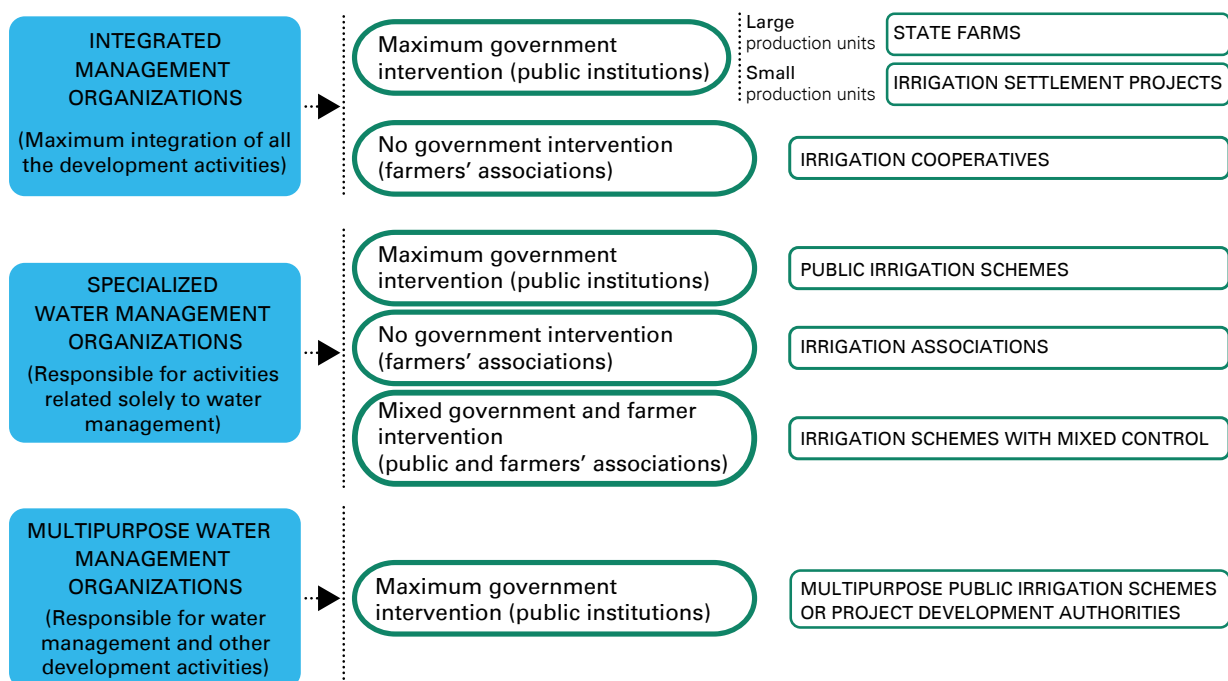 INTEGRATED
MANAGEMENT
ORGANIZATIONS
(Maximum integration of all
the development activities)
Maximum government
intervention (public institutions)
Large
production units
STATE FARMS
Small
production units
IRRIGATION SETTLEMENT PROJECTS
No government intervention
(farmers’ associations)
IRRIGATION COOPERATIVES
SPECIALIZED
WATER MANAGEMENT
ORGANIZATIONS
(Responsible for activities
related solely to water
management)
Maximum government
intervention (public institutions)
PUBLIC IRRIGATION SCHEMES
No government intervention
(farmers’ associations)
IRRIGATION ASSOCIATIONS
Mixed government and farmer
intervention
(public and farmers’ associations)
IRRIGATION SCHEMES WITH MIXED CONTROL
MULTIPURPOSE WATER
MANAGEMENT
ORGANIZATIONS
(Responsible for water
management and other
development activities)
Maximum government
intervention (public institutions)
MULTIPURPOSE PUBLIC IRRIGATION SCHEMES
OR PROJECT DEVELOPMENT AUTHORITIES